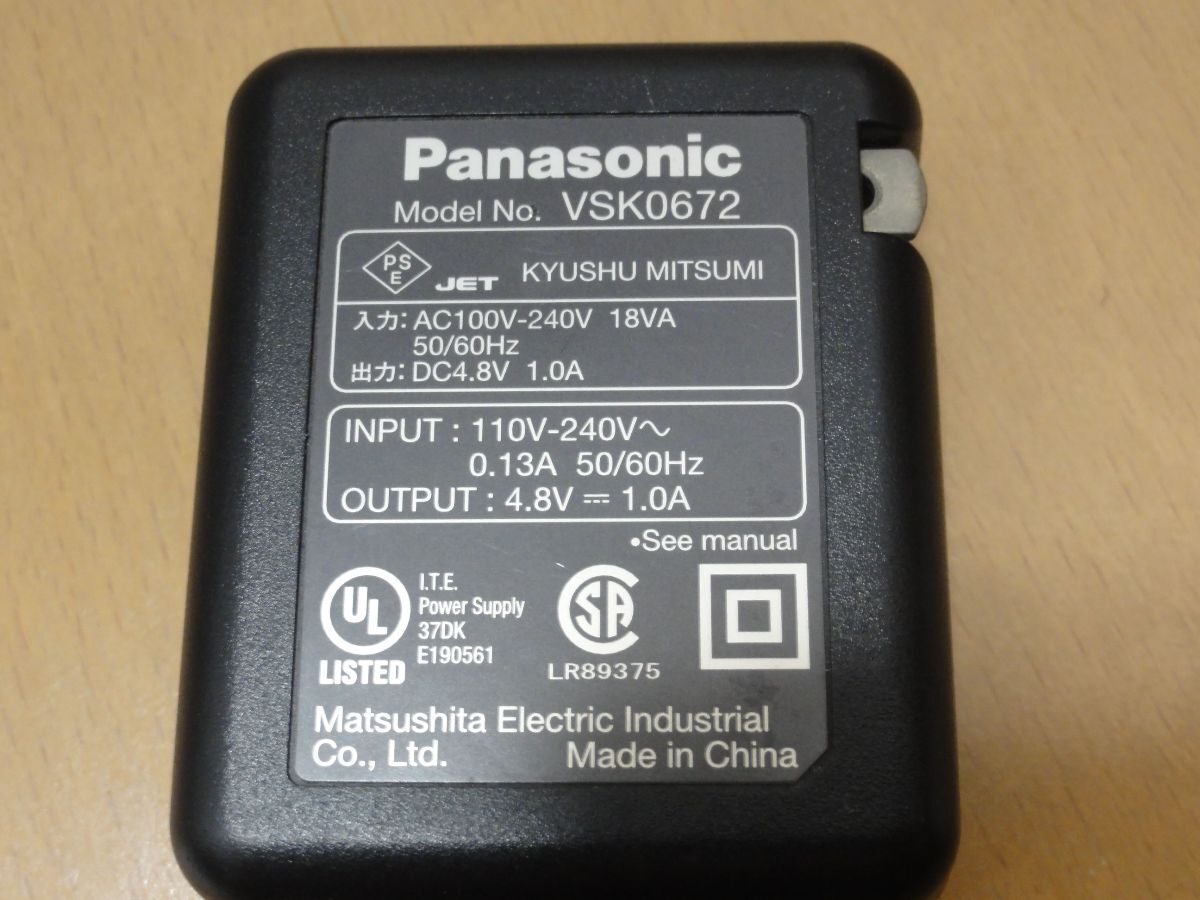 Panasonic
Model No. VSK0672
PS
E
JET KYUSHU MITSUMI
入力: AC100V-240V 18VA
50/60Hz
出力: DC4.8V 1.0A
INPUT : 110V-240V～
0.13A 50/60Hz
OUTPUT : 4.8V ⎓ 1.0A
•See manual
UL
LISTED
I.T.E.
Power Supply
37DK
E190561
SA
LR89375
Matsushita Electric Industrial
Co., Ltd. Made in China